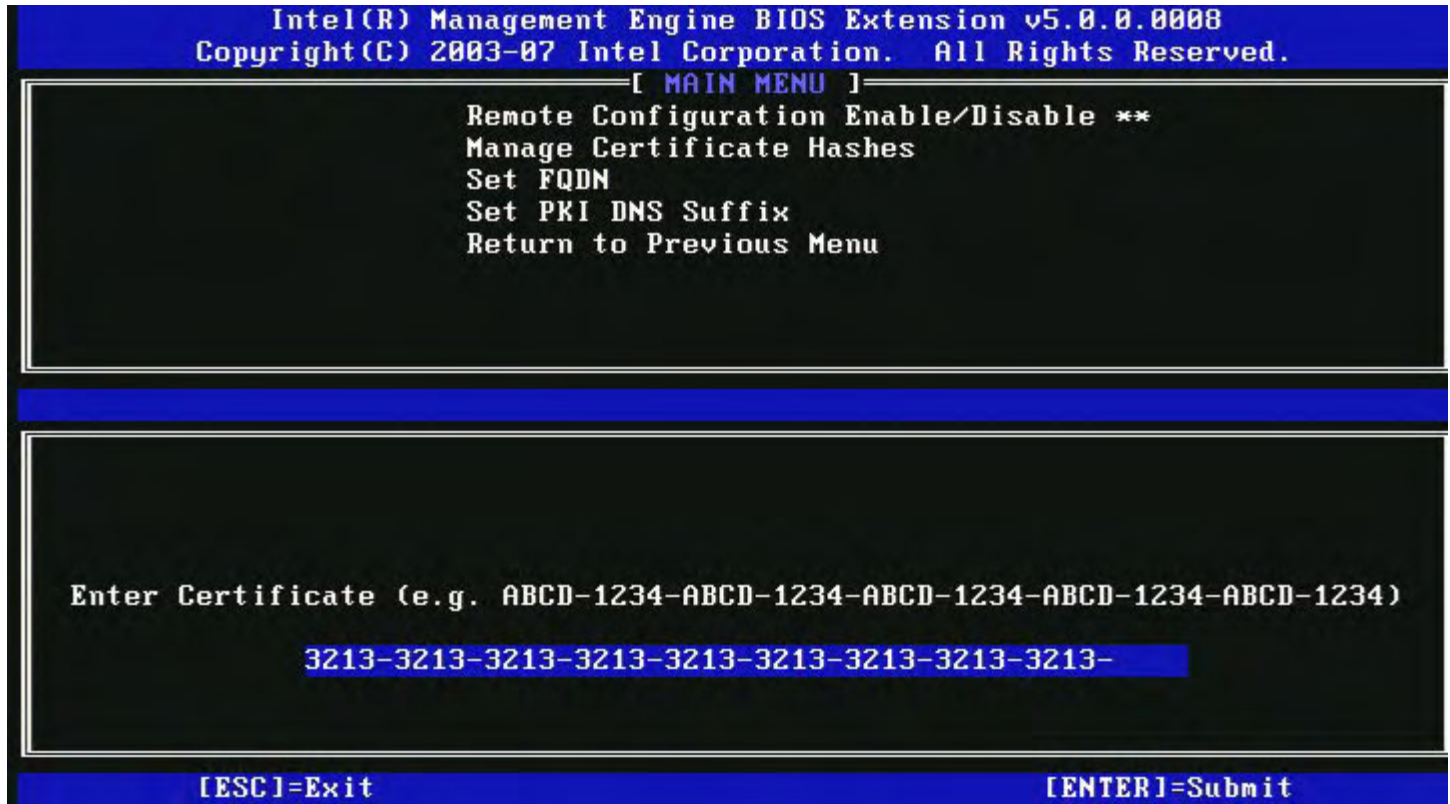 Intel(R) Management Engine BIOS Extension v5.0.0.0008
Copyright(C) 2003-07 Intel Corporation. All Rights Reserved.
[ MAIN MENU ]
Remote Configuration Enable/Disable **
Manage Certificate Hashes
Set FQDN
Set PKI DNS Suffix
Return to Previous Menu
Enter Certificate (e.g. ABCD-1234-ABCD-1234-ABCD-1234-ABCD-1234-ABCD-1234)
3213-3213-3213-3213-3213-3213-3213-3213-3213-
[ESC]=Exit [ENTER]=Submit